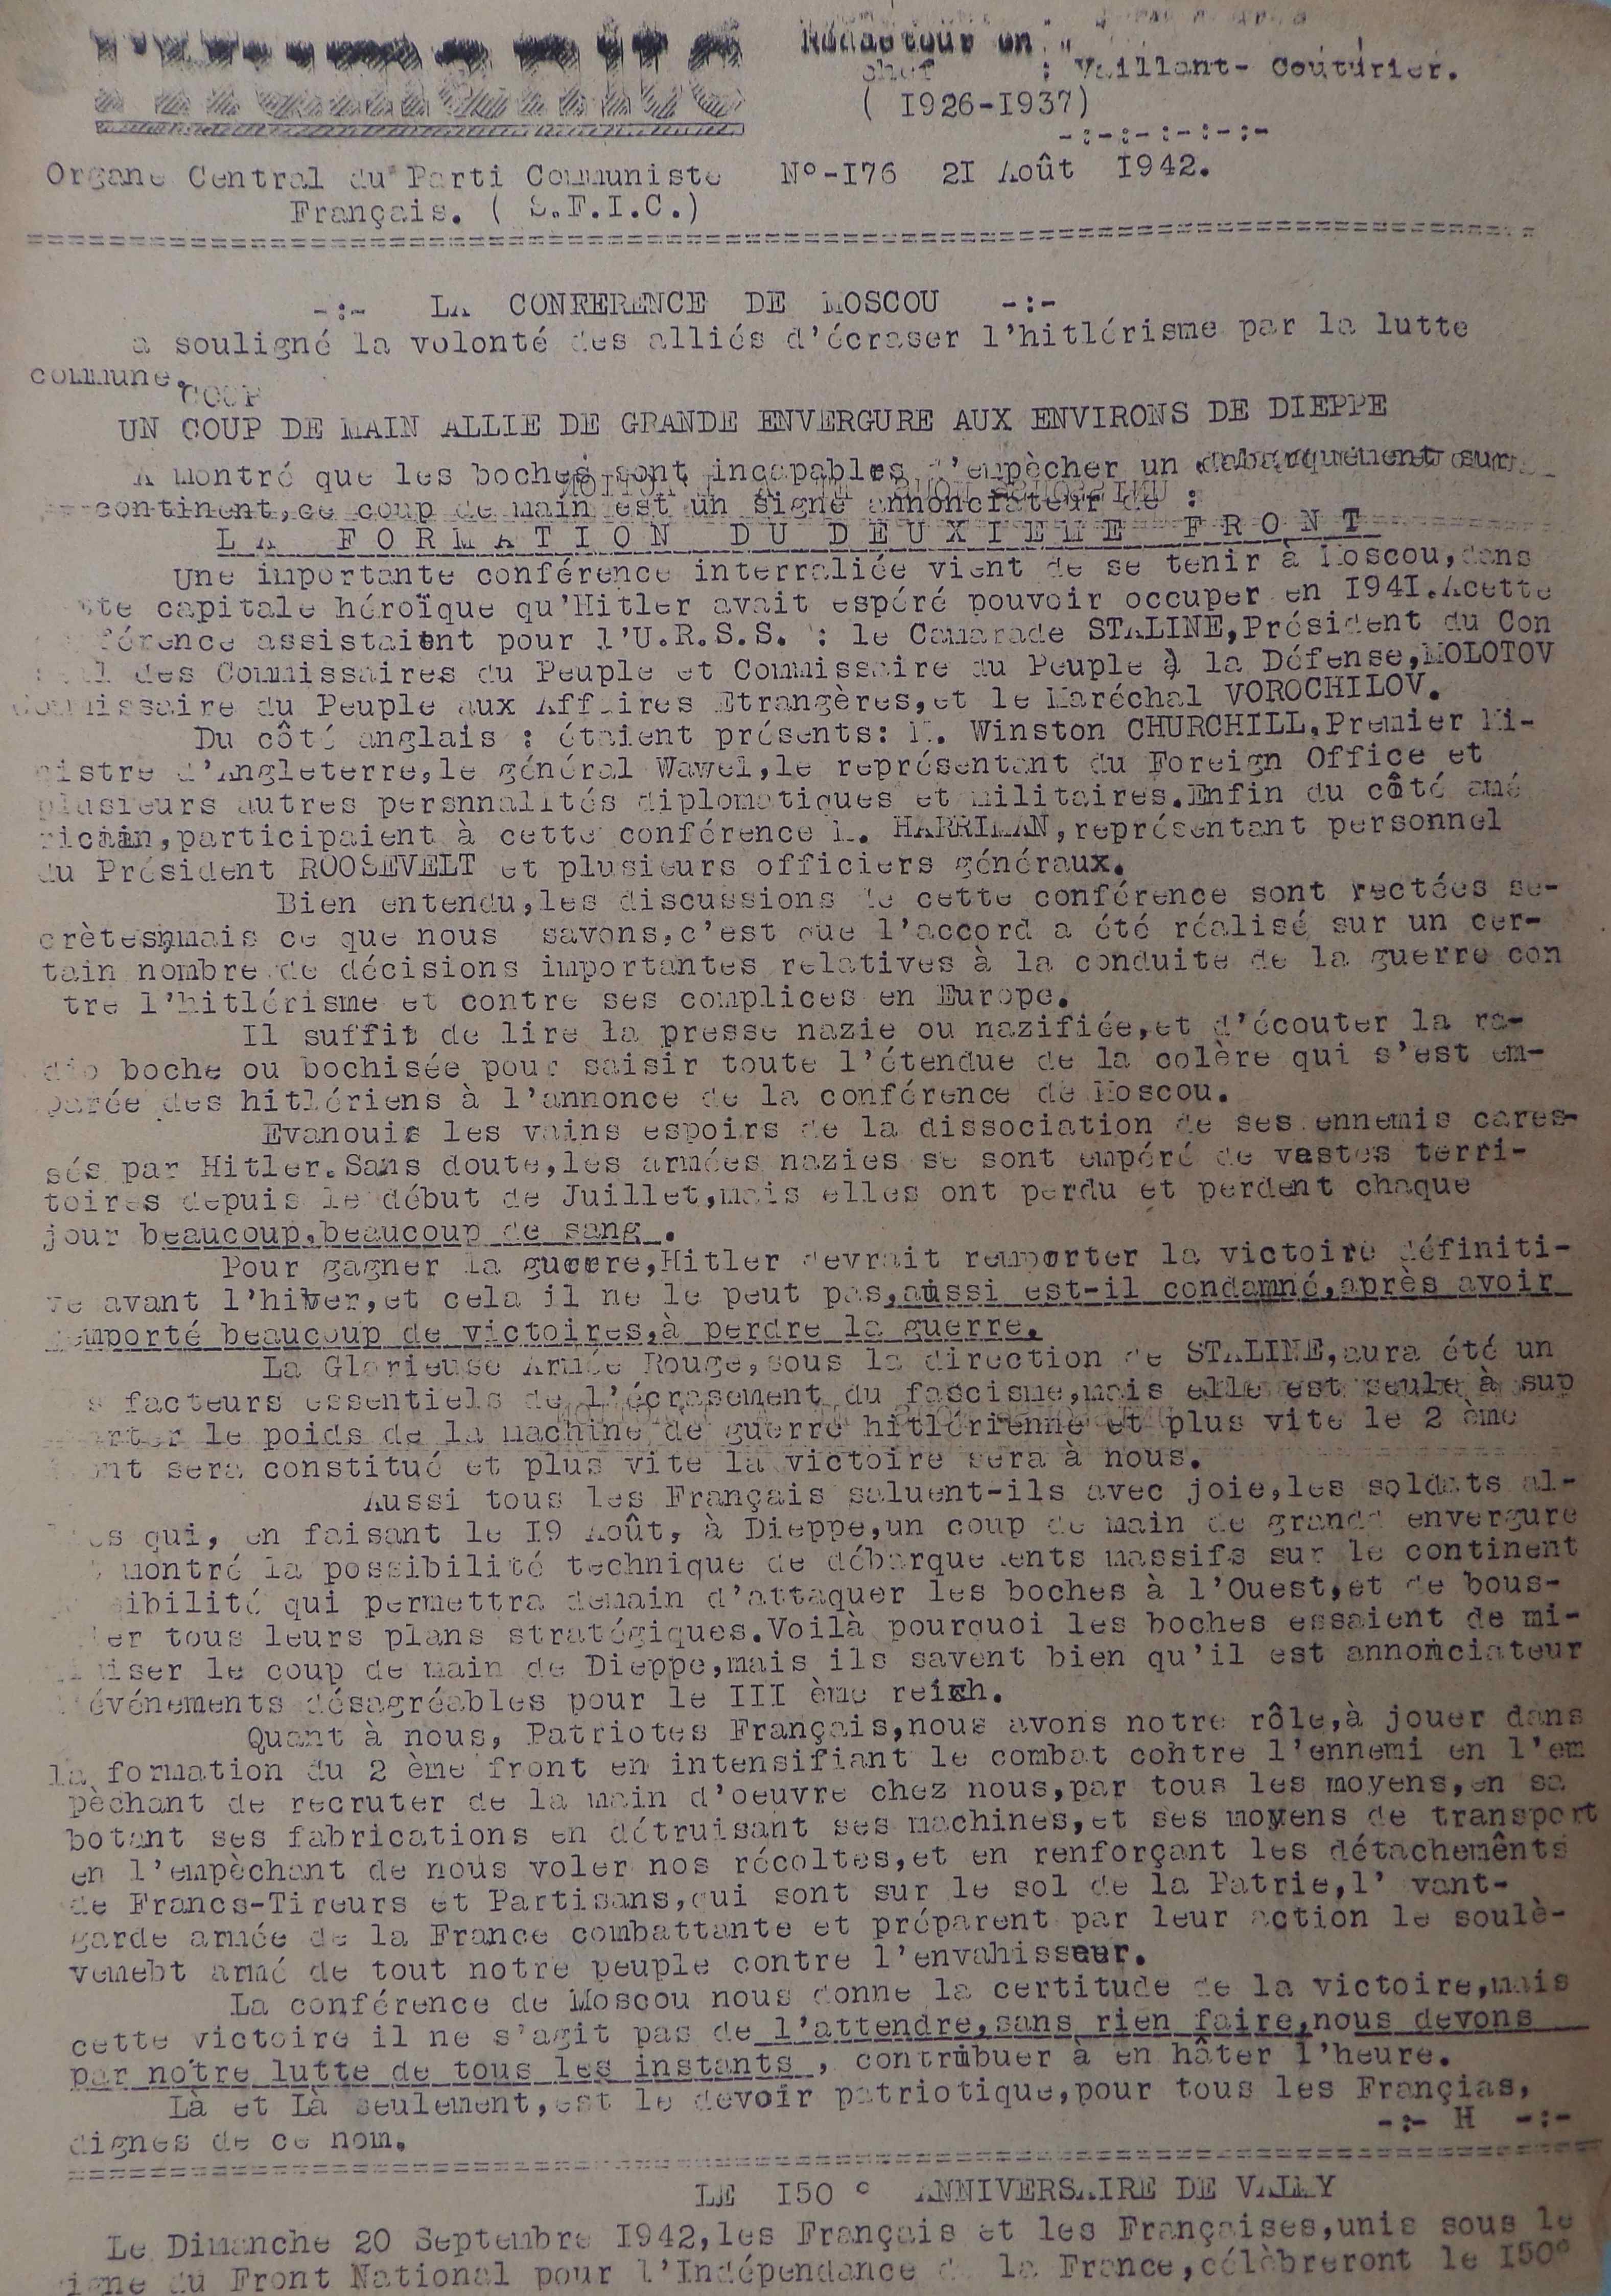 Rédacteur en
chef : Vaillant- Couturier.
( I926-I937)
-:-:-:-:-:-
Organe Central du Parti Communiste N°-I76 2I Août I942.
Français. ( S.F.I.C.)
-:- LA CONFERENCE DE MOSCOU -:-
a souligné la volonté des alliés d'écraser l'hitlérisme par la lutte
commune.
COUP
UN COUP DE MAIN ALLIE DE GRANDE ENVERGURE AUX ENVIRONS DE DIEPPE
A montré que les boches sont incapables d'empècher un débarquement sur
continent,ce coup de main est un signe annonciateur de :
LA FORMATION DU DEUXIEME FRONT
Une importante conférence interraliée vient de se tenir à Moscou,dans
te capitale héroïque qu'Hitler avait espéré pouvoir occuper en I94I.Acette
férence assistaient pour l'U.R.S.S. : le Camarade STALINE,Président du Con
des Commissaires du Peuple et Commissaire du Peuple à la Défense,MOLOTOV
Commissaire du Peuple aux Affaires Etrangères,et le Maréchal VOROCHILOV.
Du côté anglais : étaient présents: M. Winston CHURCHILL,Premier Mi-
nistre d'Angleterre,le général Wawel,le représentant du Foreign Office et
plusieurs autres persnnalités diplomatiques et militaires.Enfin du côté amé
ricain,participaient à cette conférence M. HARRIMAN,représentant personnel
du Président ROOSEVELT et plusieurs officiers généraux.
Bien entendu,les discussions de cette conférence sont rectées se-
crètes,mais ce que nous savons,c'est que l'accord a été réalisé sur un cer-
tain nombre de décisions importantes relatives à la conduite de la guerre con
tre l'hitlérisme et contre ses complices en Europe.
Il suffit de lire la presse nazie ou nazifiée,et d'écouter la ra-
dio boche ou bochisée pour saisir toute l'étendue de la colère qui s'est em-
parée des hitlériens à l'annonce de la conférence de Moscou.
Evanouis les vains espoirs de la dissociation de ses ennemis cares-
sés par Hitler.Sans doute,les armées nazies se sont empéré de vastes terri-
toires depuis le début de Juillet,mais elles ont perdu et perdent chaque
jour beaucoup,beaucoup de sang .
Pour gagner la guerre,Hitler devrait remporter la victoire définiti-
ve avant l'hiver,et cela il ne le peut pas,aussi est-il condamné,après avoir
remporté beaucoup de victoires,à perdre la guerre.
La Glorieuse Armée Rouge,sous la direction de STALINE,aura été un
s facteurs essentiels de l'écrasement du fascisme,mais elle est seule à sup
orter le poids de la machine de guerre hitlérienne et plus vite le 2 ème
ont sera constitué et plus vite la victoire sera à nous.
Aussi tous les Français saluent-ils avec joie,les soldats al-
es qui, en faisant le I9 Août, à Dieppe,un coup de main de grande envergure
montré la possibilité technique de débarquements massifs sur le continent
ibilité qui permettra demain d'attaquer les boches à l'Ouest,et de bous-
er tous leurs plans stratégiques.Voilà pourquoi les boches essaient de mi-
iser le coup de main de Dieppe,mais ils savent bien qu'il est annonciateur
événements désagréables pour le III ème reich.
Quant à nous, Patriotes Français,nous avons notre rôle,à jouer dans
la formation du 2 ème front en intensifiant le combat contre l'ennemi en l'em
pèchant de recruter de la main d'oeuvre chez nous,par tous les moyens,en sa
botant ses fabrications en détruisant ses machines,et ses moyens de transport
en l'empèchant de nous voler nos récoltes,et en renforçant les détachemênts
de Francs-Tireurs et Partisans,qui sont sur le sol de la Patrie,l' vant-
garde armée de la France combattante et préparent par leur action le soulè-
vemebt armé de tout notre peuple contre l'envahisseur.
La conférence de Moscou nous donne la certitude de la victoire,mais
cette victoire il ne s'agit pas de l'attendre,sans rien faire,nous devons
par notre lutte de tous les instants , contribuer à en hâter l'heure.
Là et Là seulement,est le devoir patriotique,pour tous les Françias,
dignes de ce nom.
-:- H -:-
LE I50 ° ANNIVERSAIRE DE VALMY
Le Dimanche 20 Septembre I942,les Français et les Françaises,unis sous le
igne du Front National pour l'Indépendance de la France,célèbreront le I50°